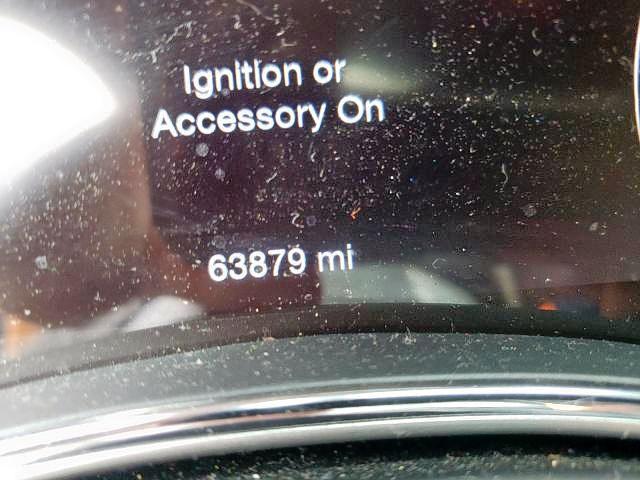 Ignition or
Accessory On
63879 mi